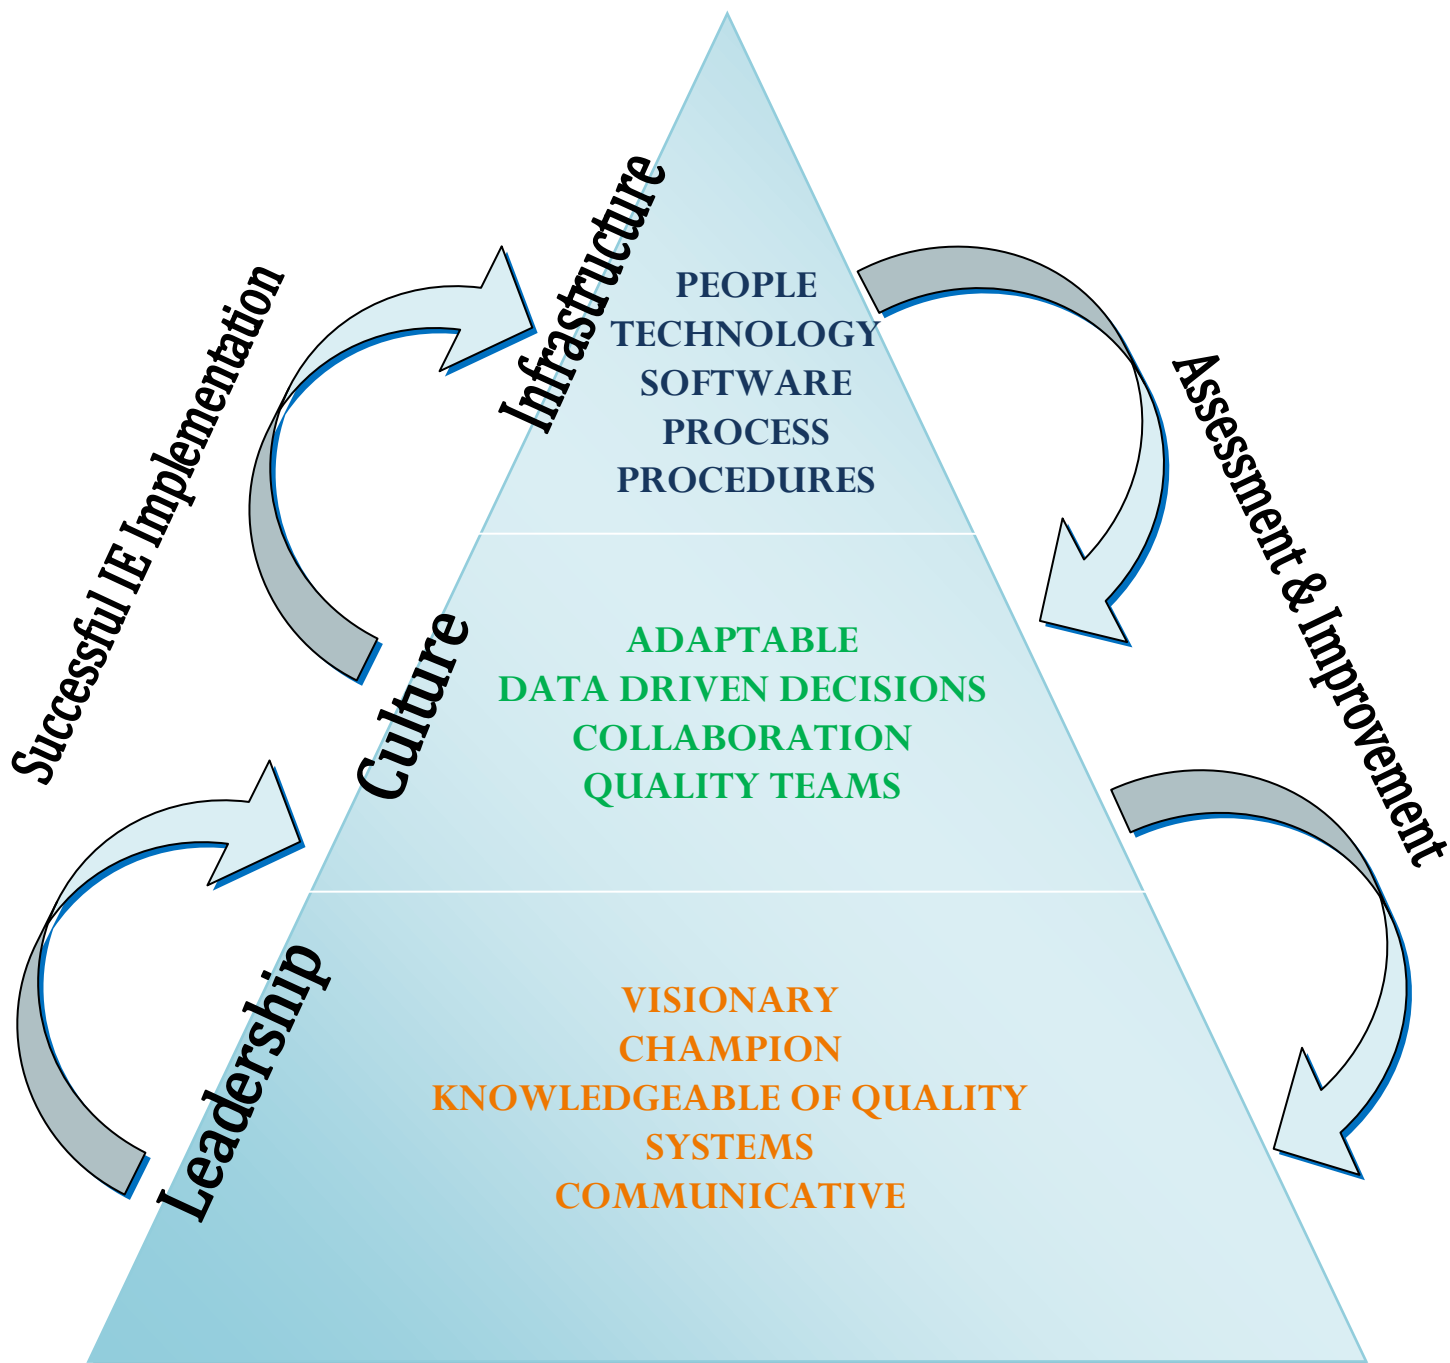 Infrastructure
PEOPLE
TECHNOLOGY
SOFTWARE
PROCESS
PROCEDURES
Successful IE Implementation
Assessment & Improvement
Culture
ADAPTABLE
DATA DRIVEN DECISIONS
COLLABORATION
QUALITY TEAMS
Leadership
VISIONARY
CHAMPION
KNOWLEDGEABLE OF QUALITY
SYSTEMS
COMMUNICATIVE